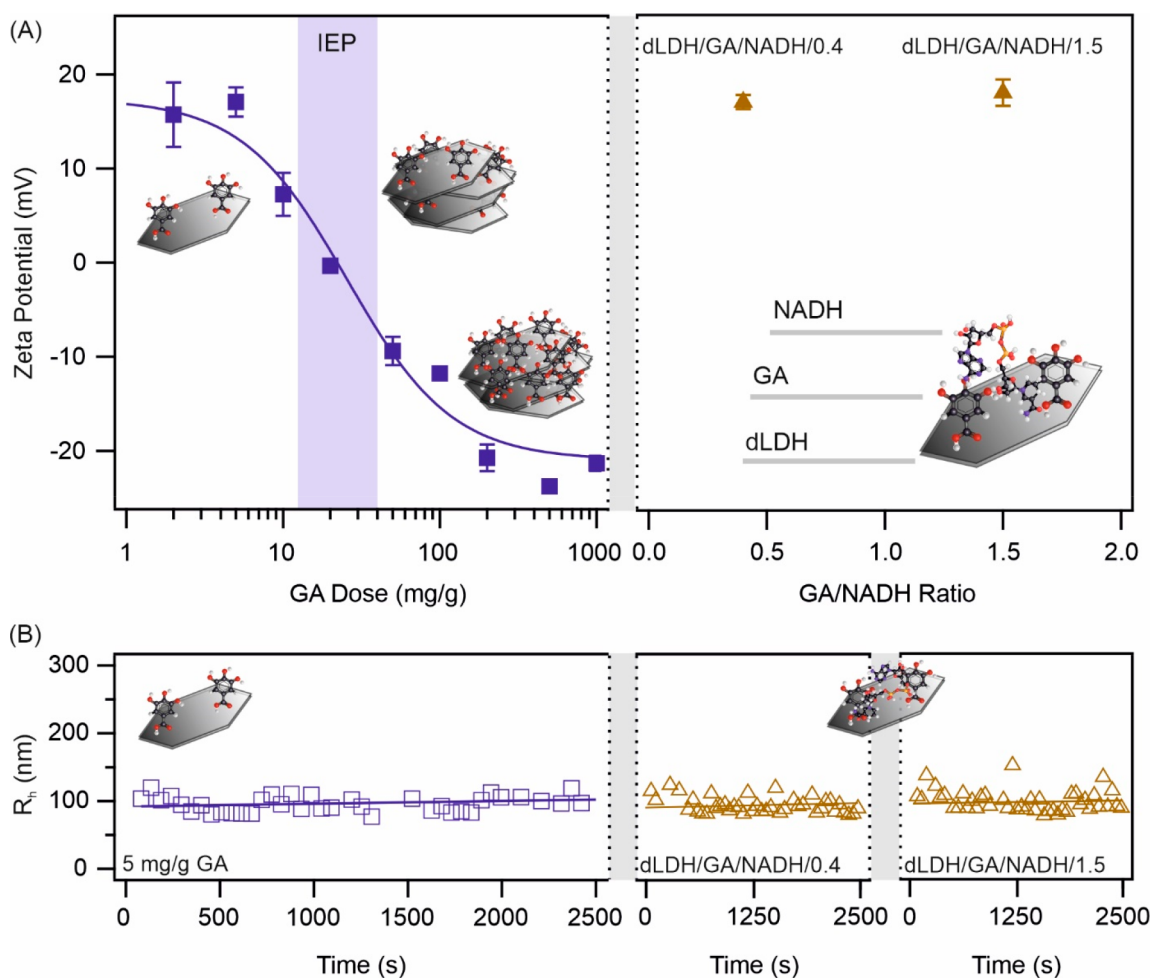 (A)
IEP
dLDH/GA/NADH/0.4
dLDH/GA/NADH/1.5
20
10
0
-10
-20
Zeta Potential (mV)
NADH
GA
dLDH
1
10
100
1000
0.0
0.5
1.0
1.5
2.0
GA Dose (mg/g)
GA/NADH Ratio
(B)
300
200
100
0
Rₕ (nm)
5 mg/g GA
dLDH/GA/NADH/0.4
dLDH/GA/NADH/1.5
0
500
1000
1500
2000
2500
0
1250
2500
0
1250
2500
Time (s)
Time (s)
Time (s)